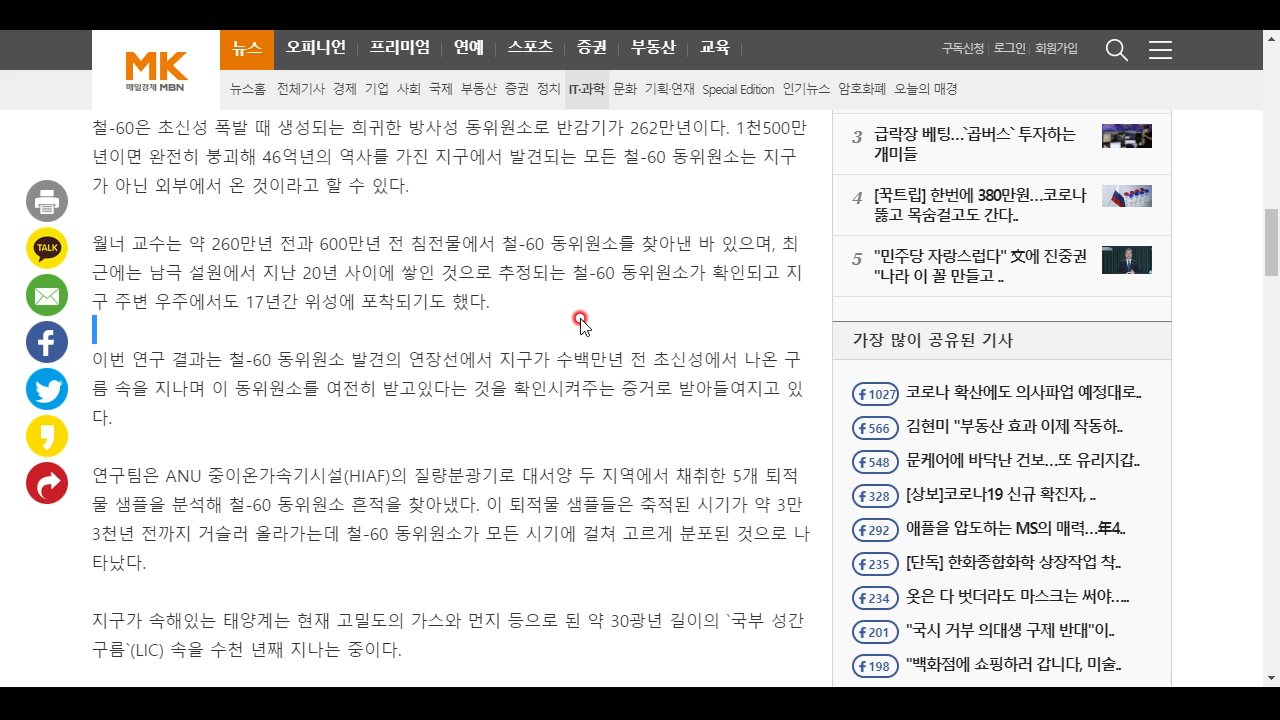 MK
매일경제 MBN
뉴스 오피니언 프리미엄 연예 스포츠 증권 부동산 교육
구독신청 로그인 회원가입
뉴스홈 전체기사 경제 기업 사회 국제 부동산 증권 정치 IT·과학 문화 기획·연재 Special Edition 인기뉴스 암호화폐 오늘의 매경
철-60은 초신성 폭발 때 생성되는 희귀한 방사성 동위원소로 반감기가 262만년이다. 1천500만
년이면 완전히 붕괴해 46억년의 역사를 가진 지구에서 발견되는 모든 철-60 동위원소는 지구
가 아닌 외부에서 온 것이라고 할 수 있다.
월너 교수는 약 260만년 전과 600만년 전 침전물에서 철-60 동위원소를 찾아낸 바 있으며, 최
근에는 남극 설원에서 지난 20년 사이에 쌓인 것으로 추정되는 철-60 동위원소가 확인되고 지
구 주변 우주에서도 17년간 위성에 포착되기도 했다.
이번 연구 결과는 철-60 동위원소 발견의 연장선에서 지구가 수백만년 전 초신성에서 나온 구
름 속을 지나며 이 동위원소를 여전히 받고있다는 것을 확인시켜주는 증거로 받아들여지고 있
다.
연구팀은 ANU 중이온가속기시설(HIAF)의 질량분광기로 대서양 두 지역에서 채취한 5개 퇴적
물 샘플을 분석해 철-60 동위원소 흔적을 찾아냈다. 이 퇴적물 샘플들은 축적된 시기가 약 3만
3천년 전까지 거슬러 올라가는데 철-60 동위원소가 모든 시기에 걸쳐 고르게 분포된 것으로 나
타났다.
지구가 속해있는 태양계는 현재 고밀도의 가스와 먼지 등으로 된 약 30광년 길이의 `국부 성간
구름`(LIC) 속을 수천 년째 지나는 중이다.
TALK
3 급락장 베팅…`곱버스` 투자하는
개미들
4 [꾹트립] 한번에 380만원…코로나
뚫고 목숨걸고도 간다..
5 "민주당 자랑스럽다" 文에 진중권
"나라 이 꼴 만들고 ..
가장 많이 공유된 기사
f 1027 코로나 확산에도 의사파업 예정대로..
f 566 김현미 "부동산 효과 이제 작동하..
f 548 문케어에 바닥난 건보…또 유리지갑..
f 328 [상보]코로나19 신규 확진자, ..
f 292 애플을 압도하는 MS의 매력…年4..
f 235 [단독] 한화종합화학 상장작업 착..
f 234 옷은 다 벗더라도 마스크는 써야…..
f 201 "국시 거부 의대생 구제 반대"이..
f 198 "백화점에 쇼핑하러 갑니다, 미술..